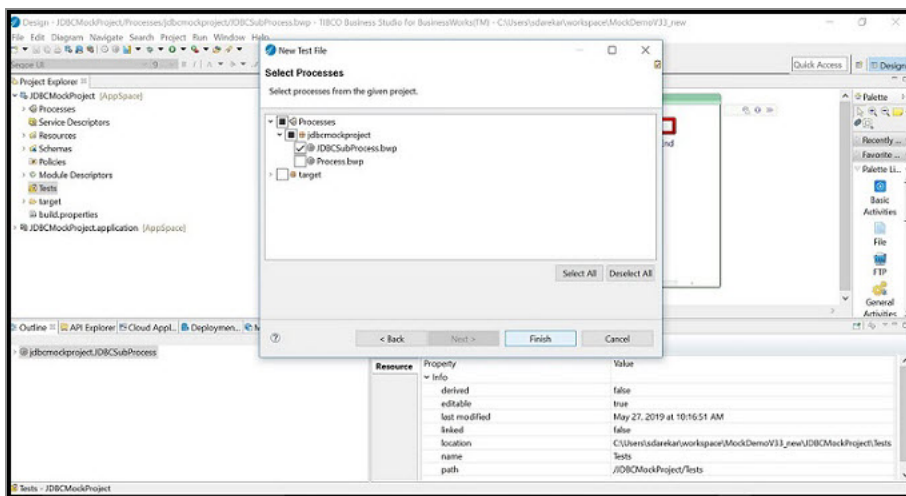 Design - JDBCMockProject/Processes/jdbcmockproject/JDBCSubProcess.bwp - TIBCO Business Studio for BusinessWorks(TM) - C:\Users\sdarekar\workspace\MockDemoV33_new
File Edit Diagram Navigate Search Project Run Window Help
Segoe UI
9
Quick Access
Design
Project Explorer
JDBCMockProject [AppSpace]
Processes
Service Descriptors
Resources
Schemas
Policies
Module Descriptors
Tests
target
build.properties
JDBCMockProject.application [AppSpace]
New Test File
Select Processes
Select processes from the given project.
Processes
jdbcmockproject
JDBCSubProcess.bwp
Process.bwp
target
Select All
Deselect All
< Back
Next >
Finish
Cancel
End
Palette
Recently ...
Favorite ...
Palette Li...
Basic
Activities
File
FTP
General
Activities
Outline
API Explorer
Cloud Appl...
Deploymen...
jdbcmockproject.JDBCSubProcess
Resource
Property
Value
Info
derived
false
editable
true
last modified
May 27, 2019 at 10:16:51 AM
linked
false
location
C:\Users\sdarekar\workspace\MockDemoV33_new\JDBCMockProject\Tests
name
Tests
path
/JDBCMockProject/Tests
Tests - JDBCMockProject